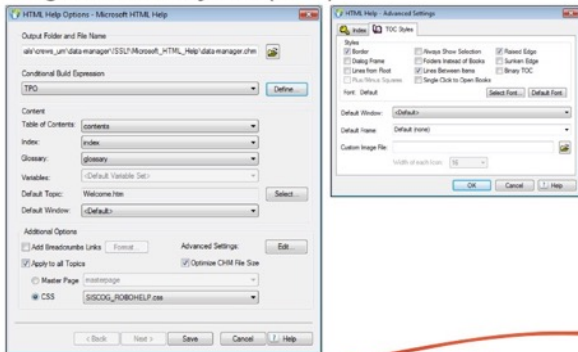 HTML Help Options - Microsoft HTML Help
Output Folder and File Name
als\crews_um\data manager\!SSL!\Microsoft_HTML_Help\data manager.chm
Conditional Build Expression
TPO
Define...
Content
Table of Contents: contents
Index: index
Glossary: glossary
Variables: <Default Variable Set>
Default Topic: Welcome.htm Select...
Default Window: <Default>
Additional Options
Add Breadcrumbs Links Format... Advanced Settings: Edit...
Apply to all Topics Optimize CHM File Size
Master Page masterpage
CSS SISCOG_ROBOHELP.css
< Back Next > Save Cancel Help
HTML Help - Advanced Settings
Index TOC Styles
Styles
Border Always Show Selection Raised Edge
Dialog Frame Folders Instead of Books Sunken Edge
Lines from Root Lines Between Items Binary TOC
Plus/Minus Squares Single Click to Open Books
Font: Default Select Font... Default Font
Default Window: <Default>
Default Frame: Default (none)
Custom Image File:
Width of each icon: 16
OK Cancel Help